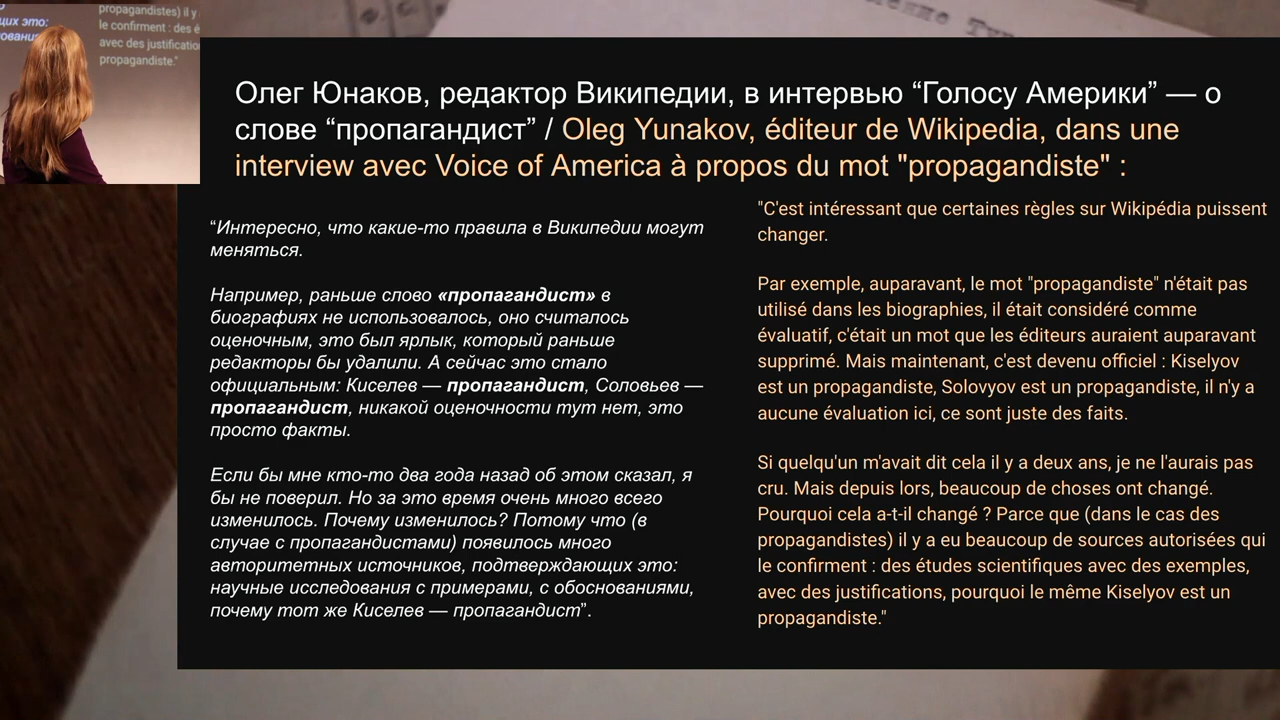 propagandistes) il y
щих это:
le confirment : des é
ования
avec des justificatio
propagandiste."
Олег Юнаков, редактор Википедии, в интервью “Голосу Америки” — о
слове “пропагандист” / Oleg Yunakov, éditeur de Wikipedia, dans une
interview avec Voice of America à propos du mot "propagandiste" :
“Интересно, что какие-то правила в Википедии могут
меняться.
Например, раньше слово «пропагандист» в
биографиях не использовалось, оно считалось
оценочным, это был ярлык, который раньше
редакторы бы удалили. А сейчас это стало
официальным: Киселев — пропагандист, Соловьев —
пропагандист, никакой оценочности тут нет, это
просто факты.
Если бы мне кто-то два года назад об этом сказал, я
бы не поверил. Но за это время очень много всего
изменилось. Почему изменилось? Потому что (в
случае с пропагандистами) появилось много
авторитетных источников, подтверждающих это:
научные исследования с примерами, с обоснованиями,
почему тот же Киселев — пропагандист”.
"C'est intéressant que certaines règles sur Wikipédia puissent
changer.
Par exemple, auparavant, le mot "propagandiste" n'était pas
utilisé dans les biographies, il était considéré comme
évaluatif, c'était un mot que les éditeurs auraient auparavant
supprimé. Mais maintenant, c'est devenu officiel : Kiselyov
est un propagandiste, Solovyov est un propagandiste, il n'y a
aucune évaluation ici, ce sont juste des faits.
Si quelqu'un m'avait dit cela il y a deux ans, je ne l'aurais pas
cru. Mais depuis lors, beaucoup de choses ont changé.
Pourquoi cela a-t-il changé ? Parce que (dans le cas des
propagandistes) il y a eu beaucoup de sources autorisées qui
le confirment : des études scientifiques avec des exemples,
avec des justifications, pourquoi le même Kiselyov est un
propagandiste."